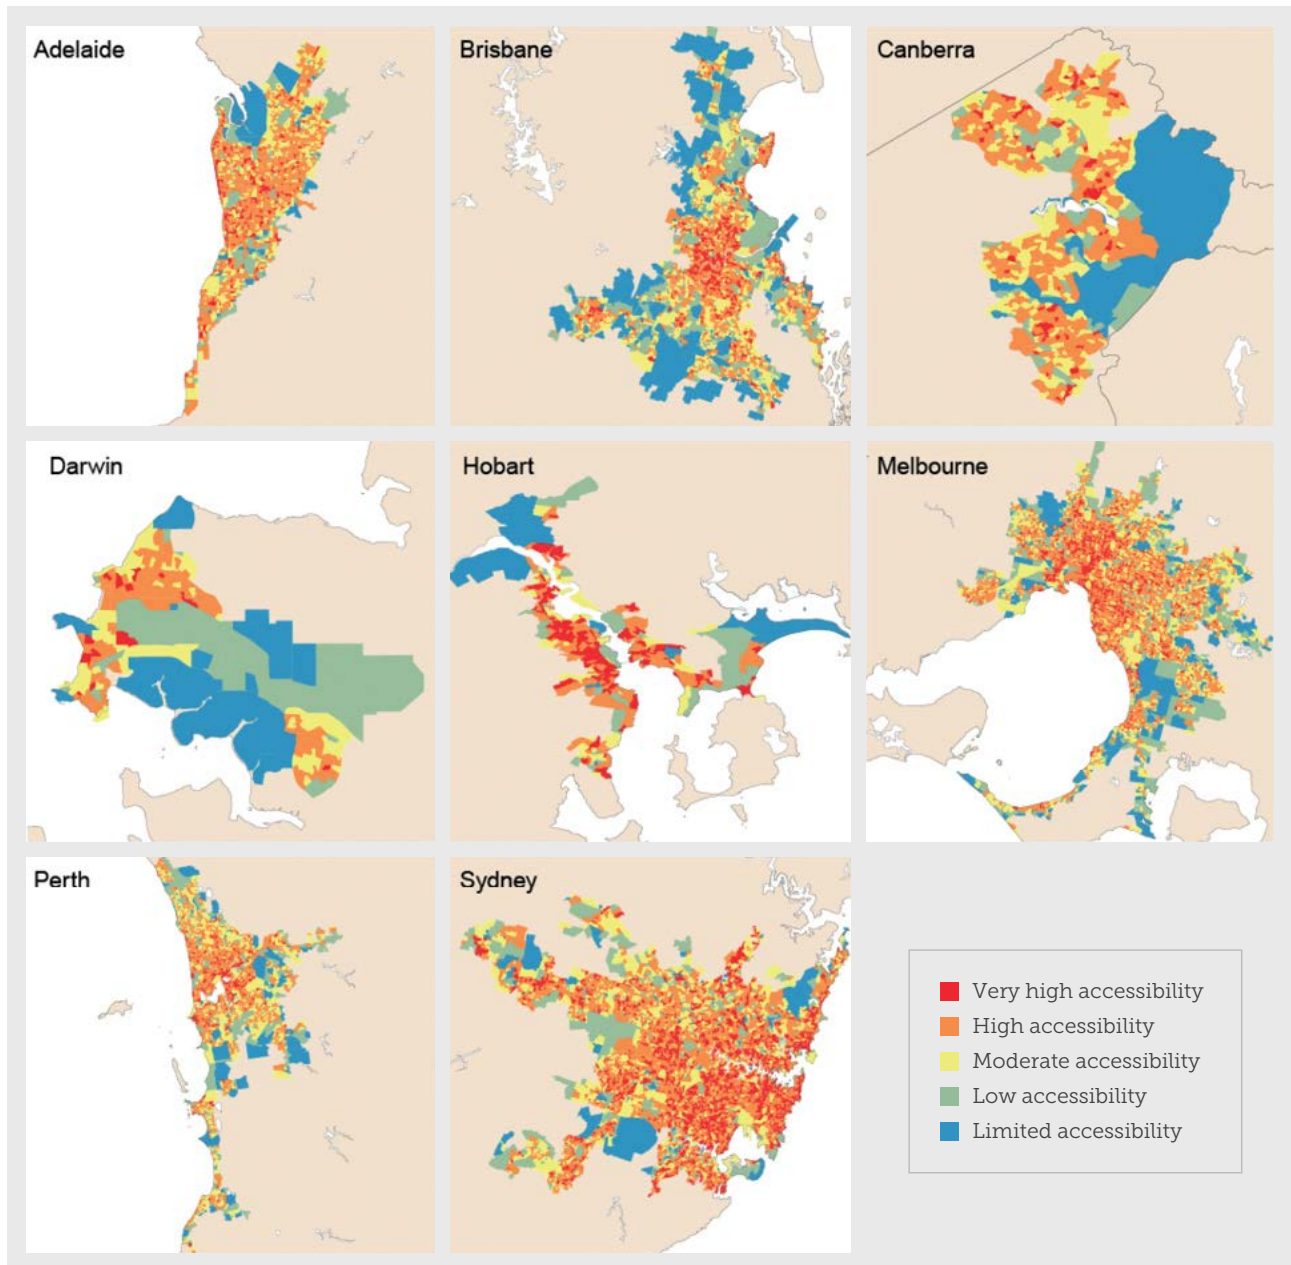 Adelaide
Brisbane
Canberra
Darwin
Hobart
Melbourne
Perth
Sydney
Very high accessibility
High accessibility
Moderate accessibility
Low accessibility
Limited accessibility